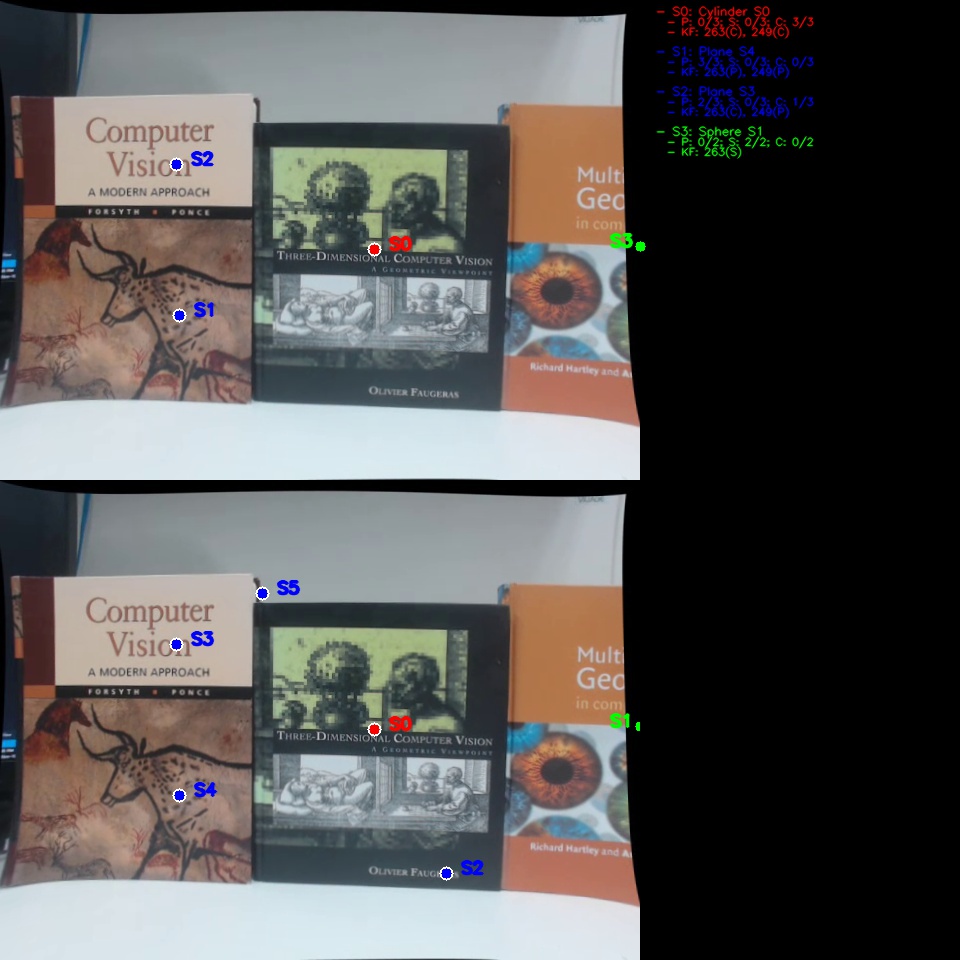 - S0: Cylinder S0
- P: 0/3; S: 0/3; C: 3/3
- KF: 263(C), 249(C)
- S1: Plane S4
- P: 3/3; S: 0/3; C: 0/3
- KF: 263(P), 249(P)
- S2: Plane S3
- P: 2/3; S: 0/3; C: 1/3
- KF: 263(C), 249(P)
- S3: Sphere S1
- P: 0/2; S: 2/2; C: 0/2
- KF: 263(S)
Computer
Vision
S2
A MODERN APPROACH
FORSYTH PONCE
S1
S0
THREE-DIMENSIONAL COMPUTER VISION
A GEOMETRIC VIEWPOINT
OLIVIER FAUGERAS
Multi
Geo
in com
S3
Richard Hartley and
S5
Computer
Vision
S3
A MODERN APPROACH
FORSYTH PONCE
S4
S0
THREE-DIMENSIONAL COMPUTER VISION
A GEOMETRIC VIEWPOINT
OLIVIER
S2
Multi
Geo
in com
S1
Richard Hartley and